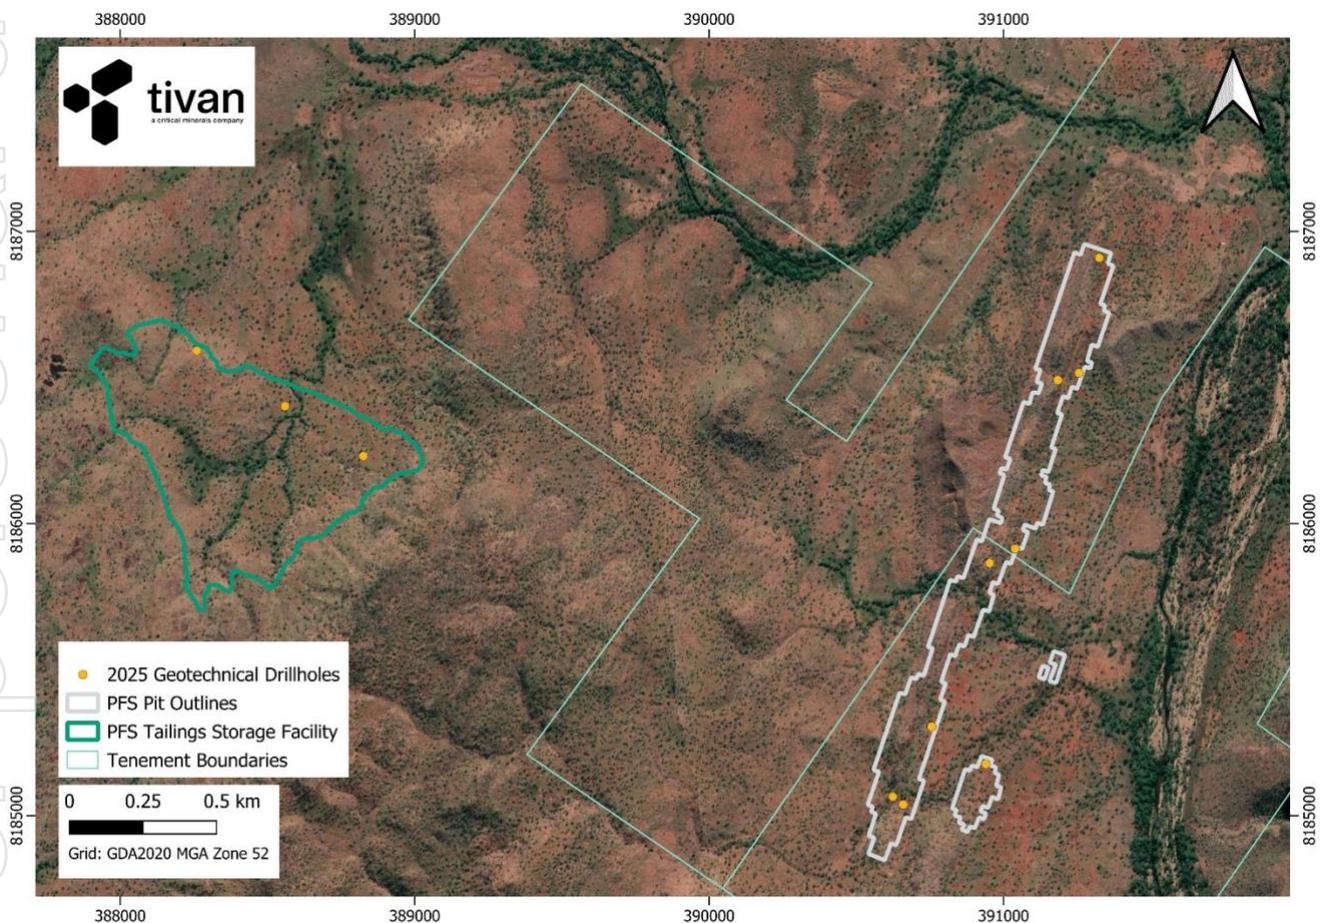 388000 389000 390000 391000
tivan
a critical minerals company
8187000 8187000
8186000 8186000
8185000 8185000
2025 Geotechnical Drillholes
PFS Pit Outlines
PFS Tailings Storage Facility
Tenement Boundaries
0 0.25 0.5 km
Grid: GDA2020 MGA Zone 52
388000 389000 390000 391000